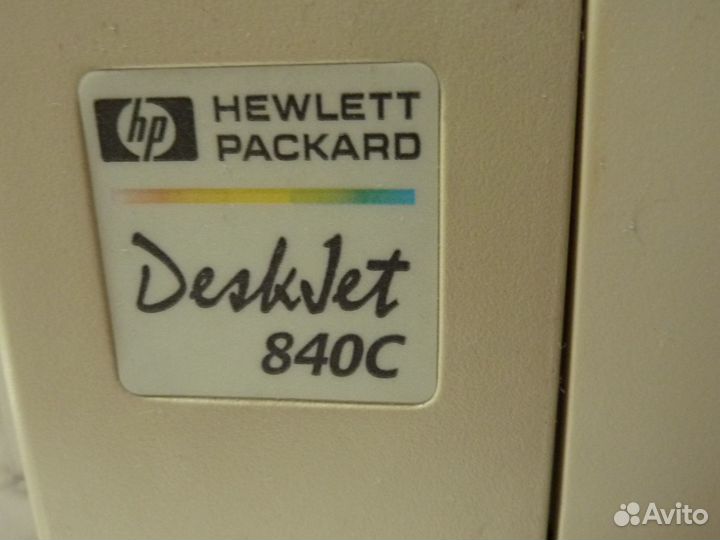 hp
HEWLETT
PACKARD
DeskJet
840C
Avito